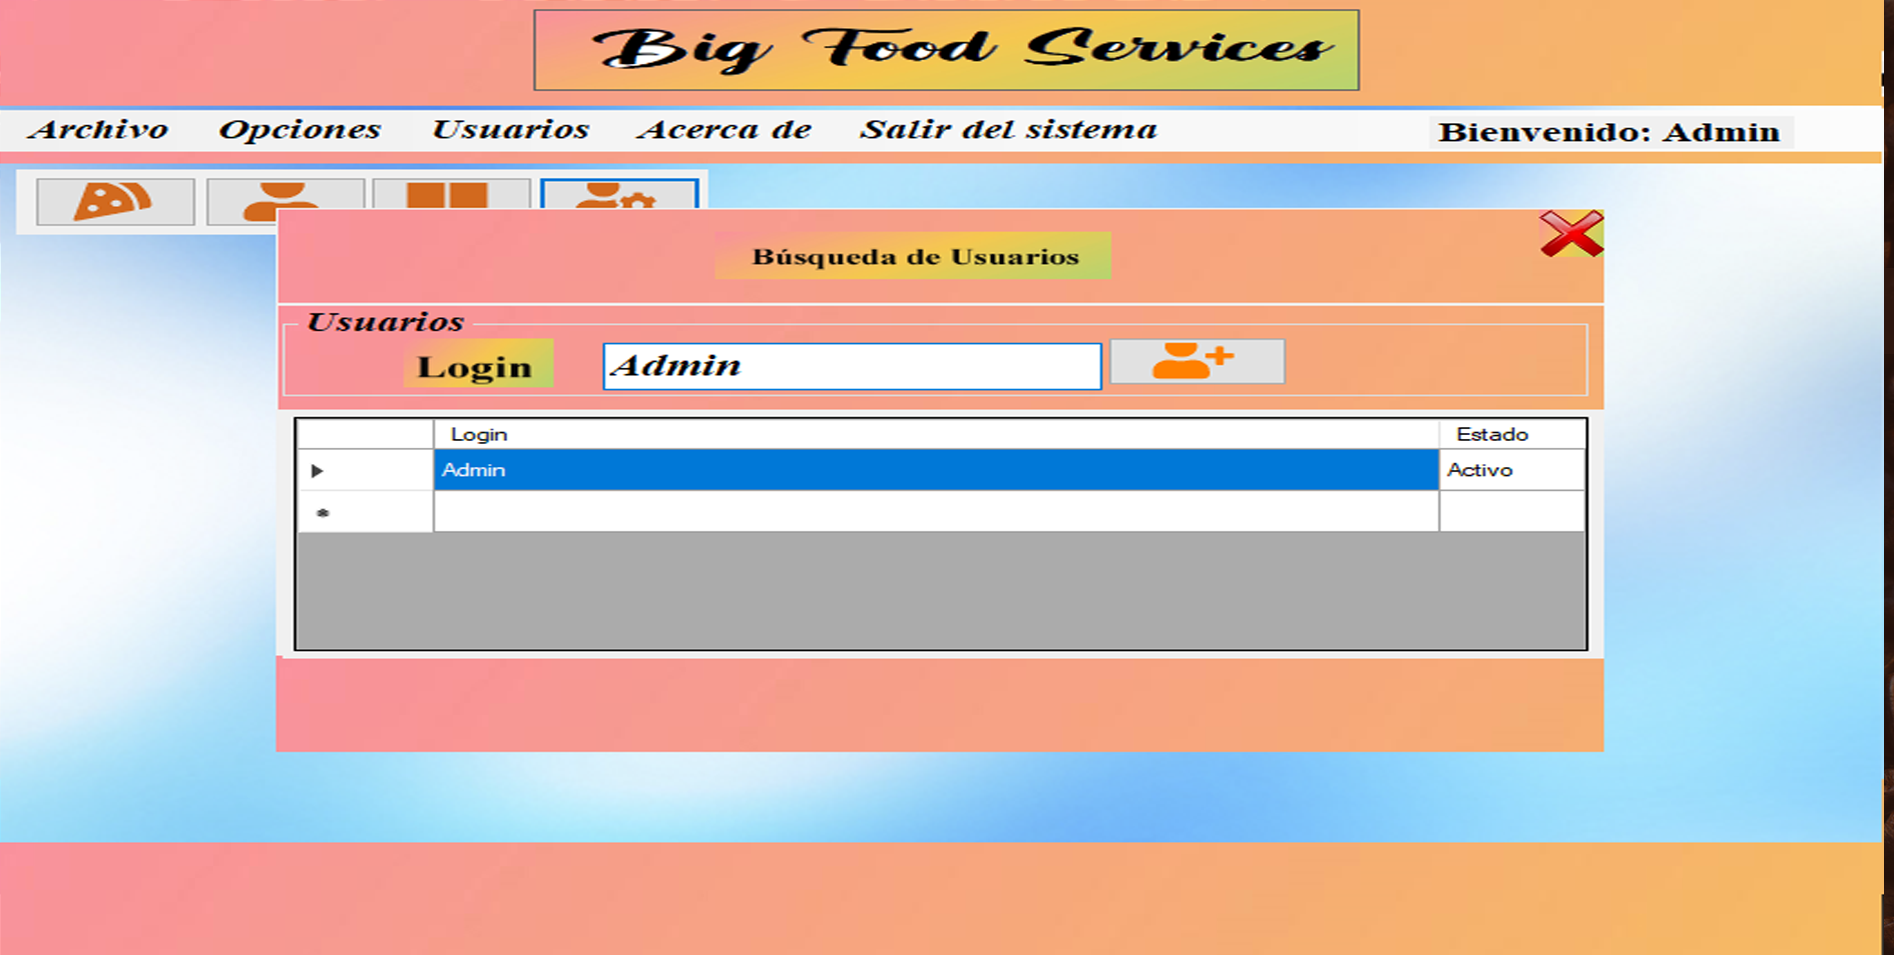 Big Food Services
Archivo Opciones Usuarios Acerca de Salir del sistema Bienvenido: Admin
Búsqueda de Usuarios
Usuarios
Login Admin
Login Estado
Admin Activo